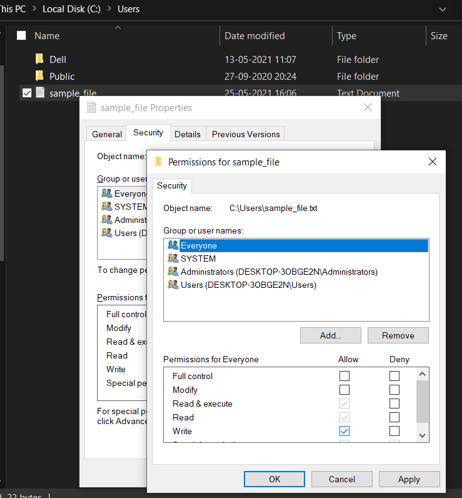 This PC > Local Disk (C:) > Users
Name Date modified Type Size
Dell 13-05-2021 11:07 File folder
Public 27-09-2020 20:24 File folder
sample_file 25-05-2021 16:06 Text Document
sample_file Properties
General Security Details Previous Versions
Object name:
Group or user
Everyone
SYSTEM
Administ
Users (D
To change pe
Permissions f
Full control
Modify
Read & exe
Read
Write
Special pe
For special p
click Advanc
Permissions for sample_file
Security
Object name: C:\Users\sample_file.txt
Group or user names:
Everyone
SYSTEM
Administrators (DESKTOP-3OBGE2N\Administrators)
Users (DESKTOP-3OBGE2N\Users)
Add... Remove
Permissions for Everyone Allow Deny
Full control
Modify
Read & execute
Read
Write
OK Cancel Apply